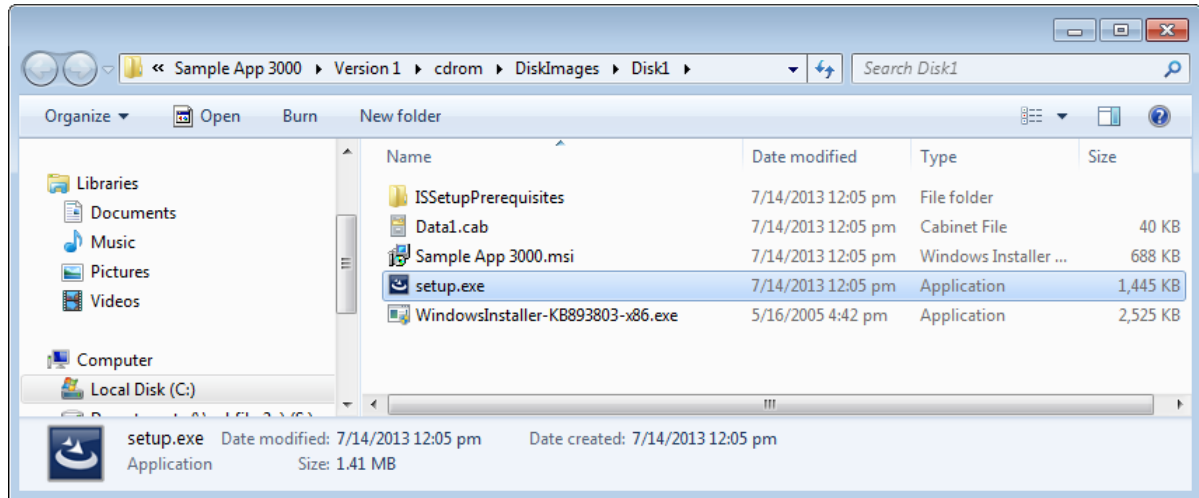 « Sample App 3000 ▸ Version 1 ▸ cdrom ▸ DiskImages ▸ Disk1 ▸ Search Disk1
Organize Open Burn New folder
Name Date modified Type Size
Libraries
Documents
Music
Pictures
Videos
Computer
Local Disk (C:)
ISSetupPrerequisites 7/14/2013 12:05 pm File folder
Data1.cab 7/14/2013 12:05 pm Cabinet File 40 KB
Sample App 3000.msi 7/14/2013 12:05 pm Windows Installer ... 688 KB
setup.exe 7/14/2013 12:05 pm Application 1,445 KB
WindowsInstaller-KB893803-x86.exe 5/16/2005 4:42 pm Application 2,525 KB
setup.exe Date modified: 7/14/2013 12:05 pm Date created: 7/14/2013 12:05 pm
Application Size: 1.41 MB